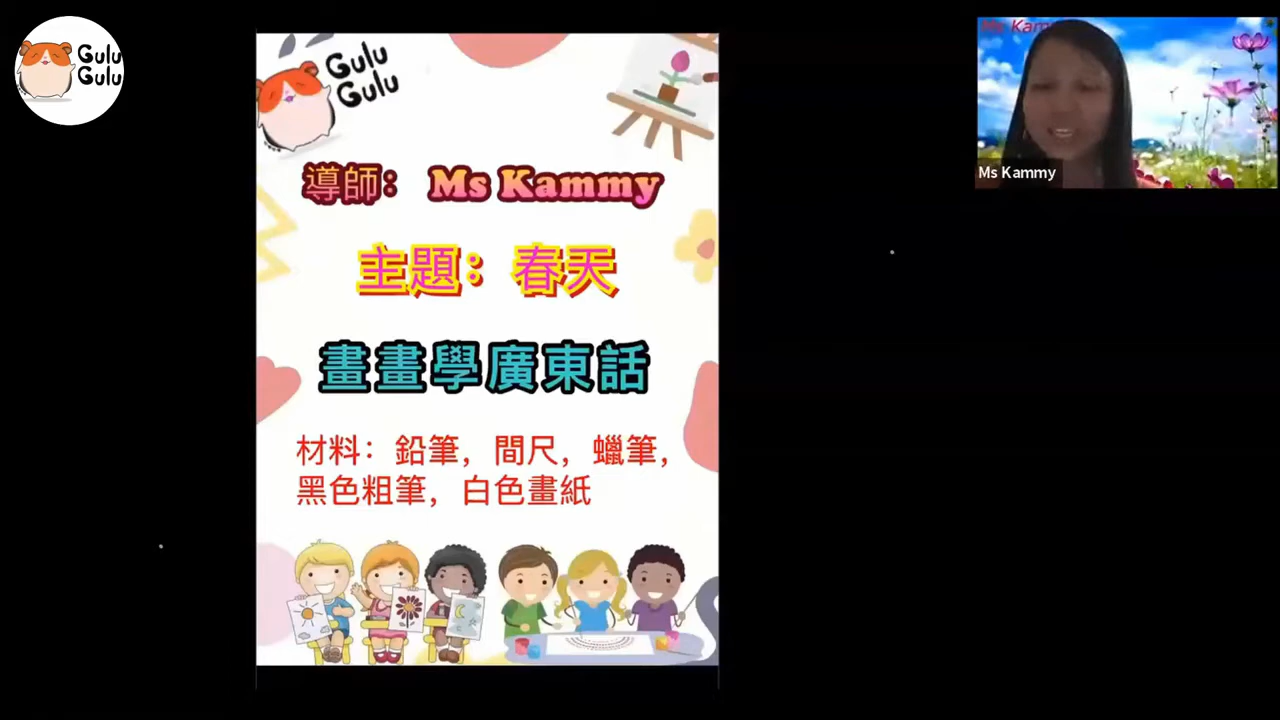 Gulu
Gulu
Gulu
Gulu
導師： Ms Kammy
主題：春天
畫畫學廣東話
材料：鉛筆，間尺，蠟筆，
黑色粗筆，白色畫紙
Ms Kammy